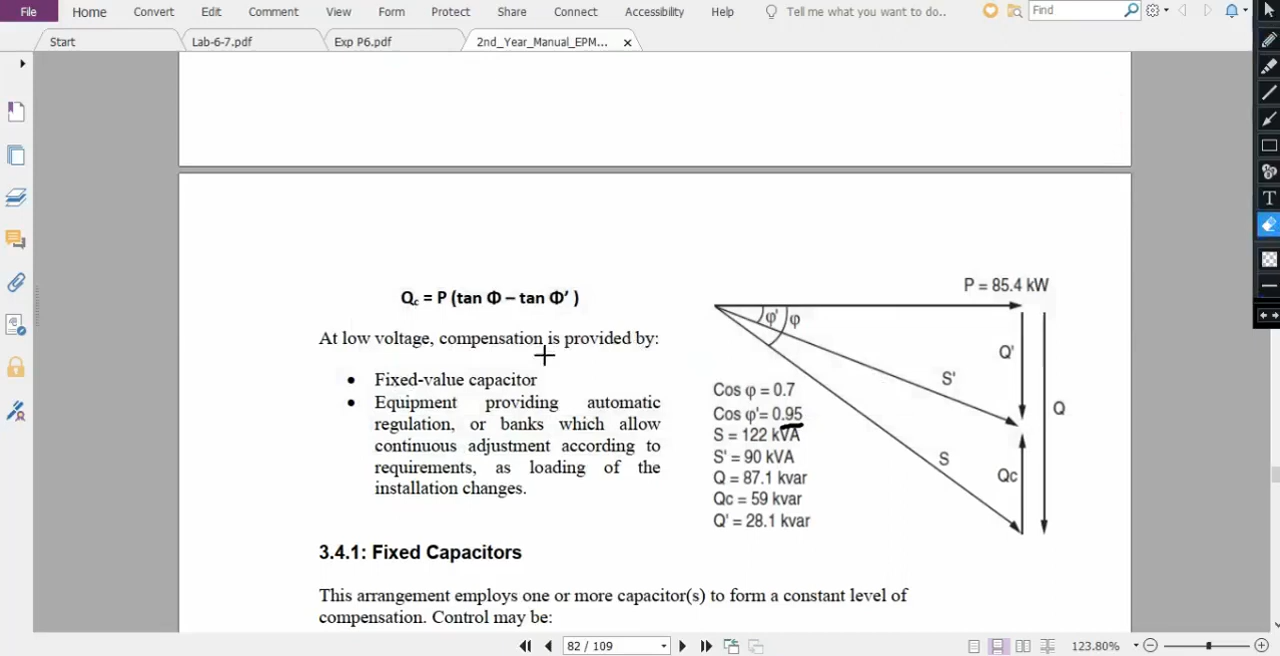 File Home Convert Edit Comment View Form Protect Share Connect Accessibility Help Tell me what you want to do.. Find
Start Lab-6-7.pdf Exp P6.pdf 2nd_Year_Manual_EPM... ×
Qc = P (tan Φ – tan Φ′ )
At low voltage, compensation is provided by:
• Fixed-value capacitor
• Equipment providing automatic
regulation, or banks which allow
continuous adjustment according to
requirements, as loading of the
installation changes.
P = 85.4 kW
φ' φ
Q'
S'
Q
S
Qc
Cos φ = 0.7
Cos φ'= 0.95
S = 122 kVA
S' = 90 kVA
Q = 87.1 kvar
Qc = 59 kvar
Q' = 28.1 kvar
3.4.1: Fixed Capacitors
This arrangement employs one or more capacitor(s) to form a constant level of
compensation. Control may be:
82 / 109 123.80%